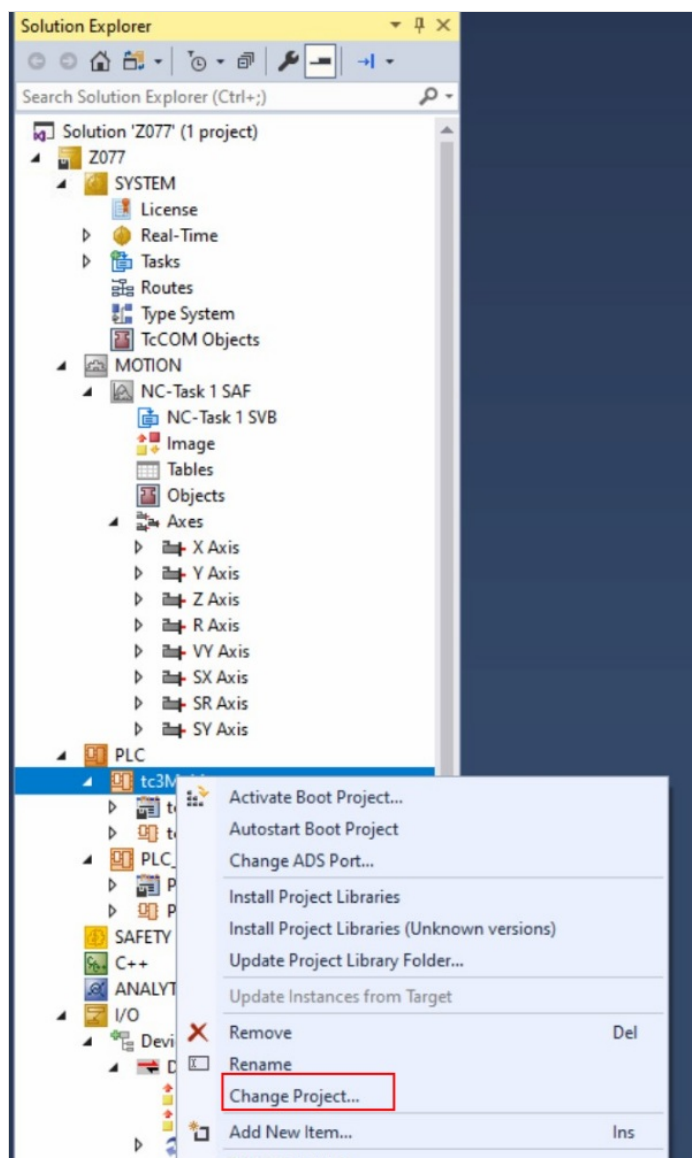 Solution Explorer
Search Solution Explorer (Ctrl+;)
Solution 'Z077' (1 project)
Z077
SYSTEM
License
Real-Time
Tasks
Routes
Type System
TcCOM Objects
MOTION
NC-Task 1 SAF
NC-Task 1 SVB
Image
Tables
Objects
Axes
X Axis
Y Axis
Z Axis
R Axis
VY Axis
SX Axis
SR Axis
SY Axis
PLC
Activate Boot Project...
Autostart Boot Project
Change ADS Port...
PLC_
Install Project Libraries
P
Install Project Libraries (Unknown versions)
P
SAFETY
Update Project Library Folder...
C++
ANALYT
Update Instances from Target
I/O
Remove Del
Devi
Rename
D
Change Project...
Add New Item... Ins